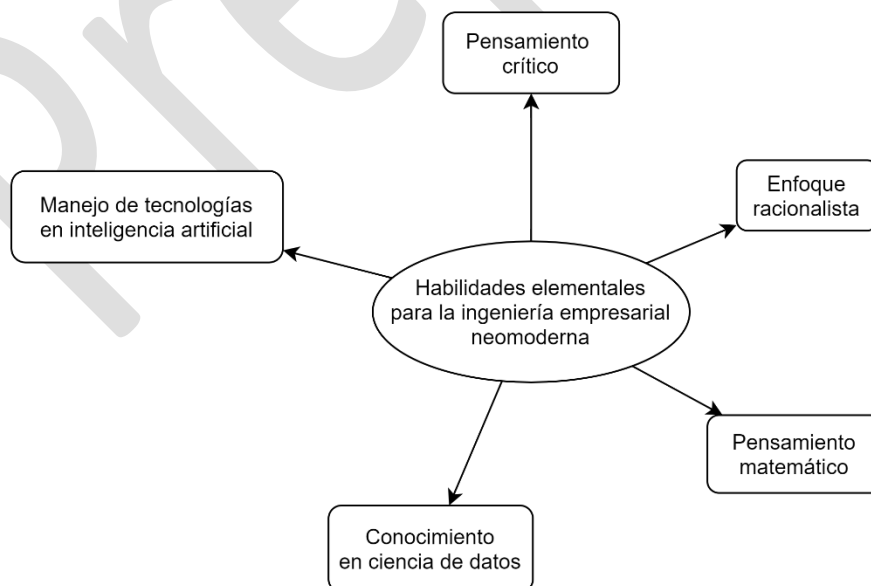 Pensamiento
crítico
Manejo de tecnologías
en inteligencia artificial
Enfoque
racionalista
Habilidades elementales
para la ingeniería empresarial
neomoderna
Pensamiento
matemático
Conocimiento
en ciencia de datos